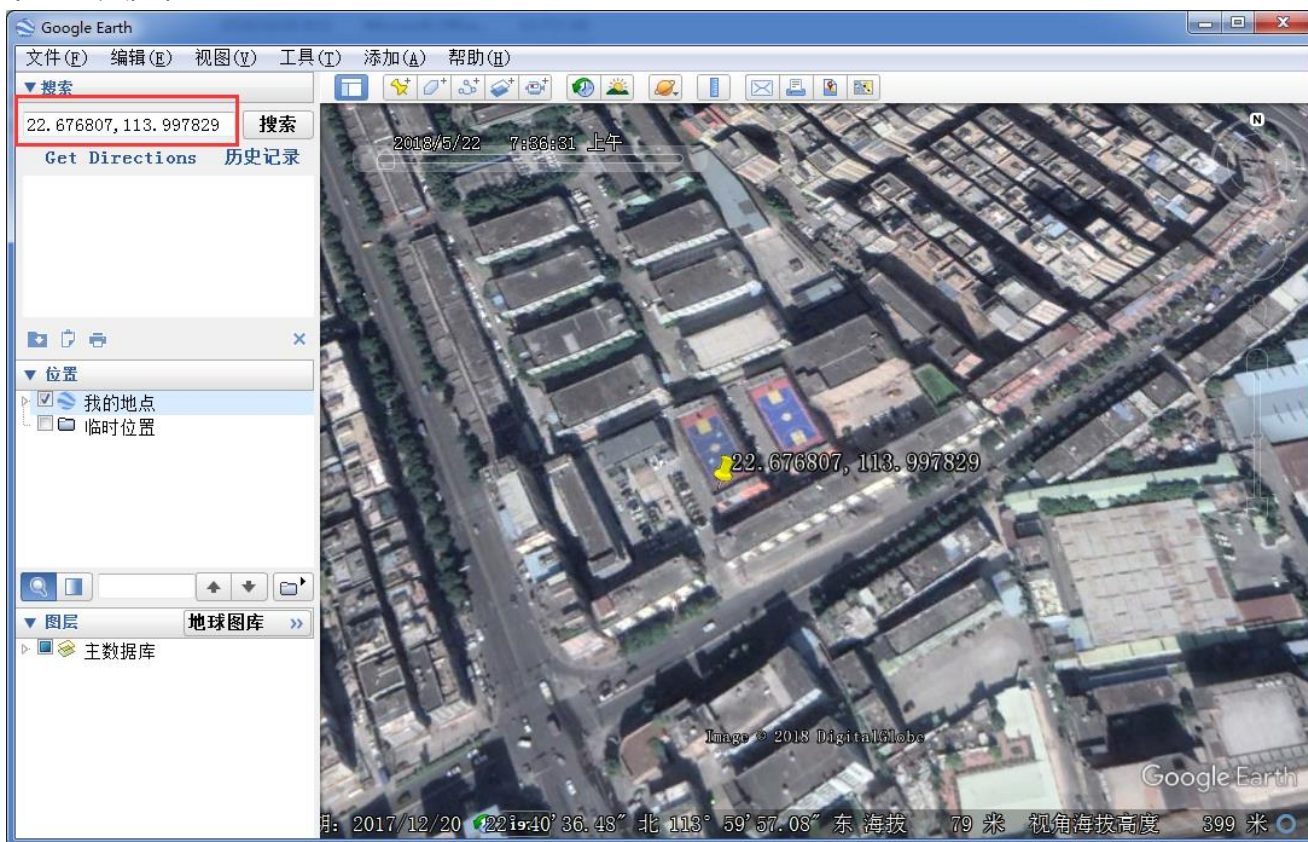 Google Earth
文件(F) 编辑(E) 视图(V) 工具(T) 添加(A) 帮助(H)
▼搜索
22.676807,113.997829 搜索
Get Directions 历史记录
2018/5/22 7:36:31 上午
N
▼ 位置
我的地点
临时位置
22.676807, 113.997829
▼ 图层 地球图库 »
主数据库
Image © 2018 DigitalGlobe
Google Earth
2017/12/20 22°40'36.48″ 北 113° 59'57.08″ 东 海拔 79 米 视角海拔高度 399 米